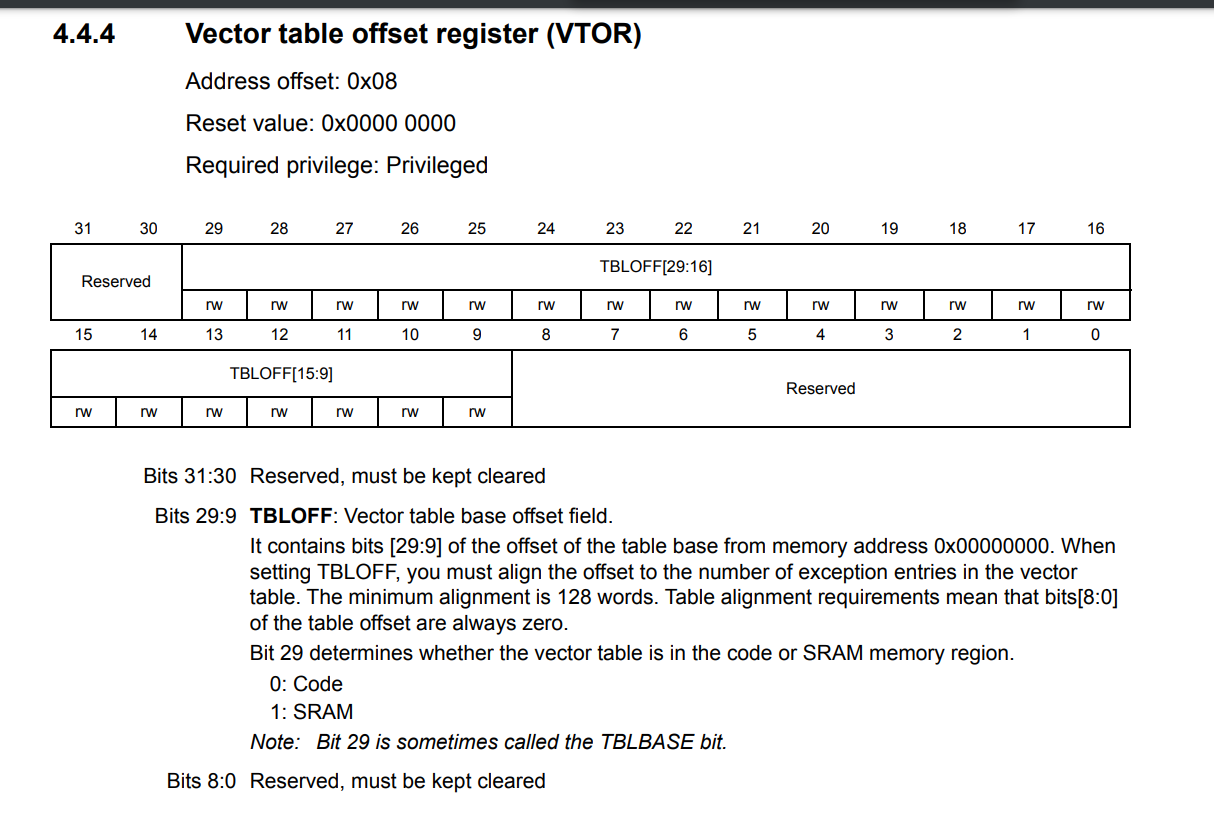 4.4.4 Vector table offset register (VTOR)
Address offset: 0x08
Reset value: 0x0000 0000
Required privilege: Privileged
31 30 29 28 27 26 25 24 23 22 21 20 19 18 17 16
Reserved TBLOFF[29:16]
rw rw rw rw rw rw rw rw rw rw rw rw rw rw
15 14 13 12 11 10 9 8 7 6 5 4 3 2 1 0
TBLOFF[15:9] Reserved
rw rw rw rw rw rw rw
Bits 31:30 Reserved, must be kept cleared
Bits 29:9 TBLOFF: Vector table base offset field.
It contains bits [29:9] of the offset of the table base from memory address 0x00000000. When
setting TBLOFF, you must align the offset to the number of exception entries in the vector
table. The minimum alignment is 128 words. Table alignment requirements mean that bits[8:0]
of the table offset are always zero.
Bit 29 determines whether the vector table is in the code or SRAM memory region.
0: Code
1: SRAM
Note: Bit 29 is sometimes called the TBLBASE bit.
Bits 8:0 Reserved, must be kept cleared